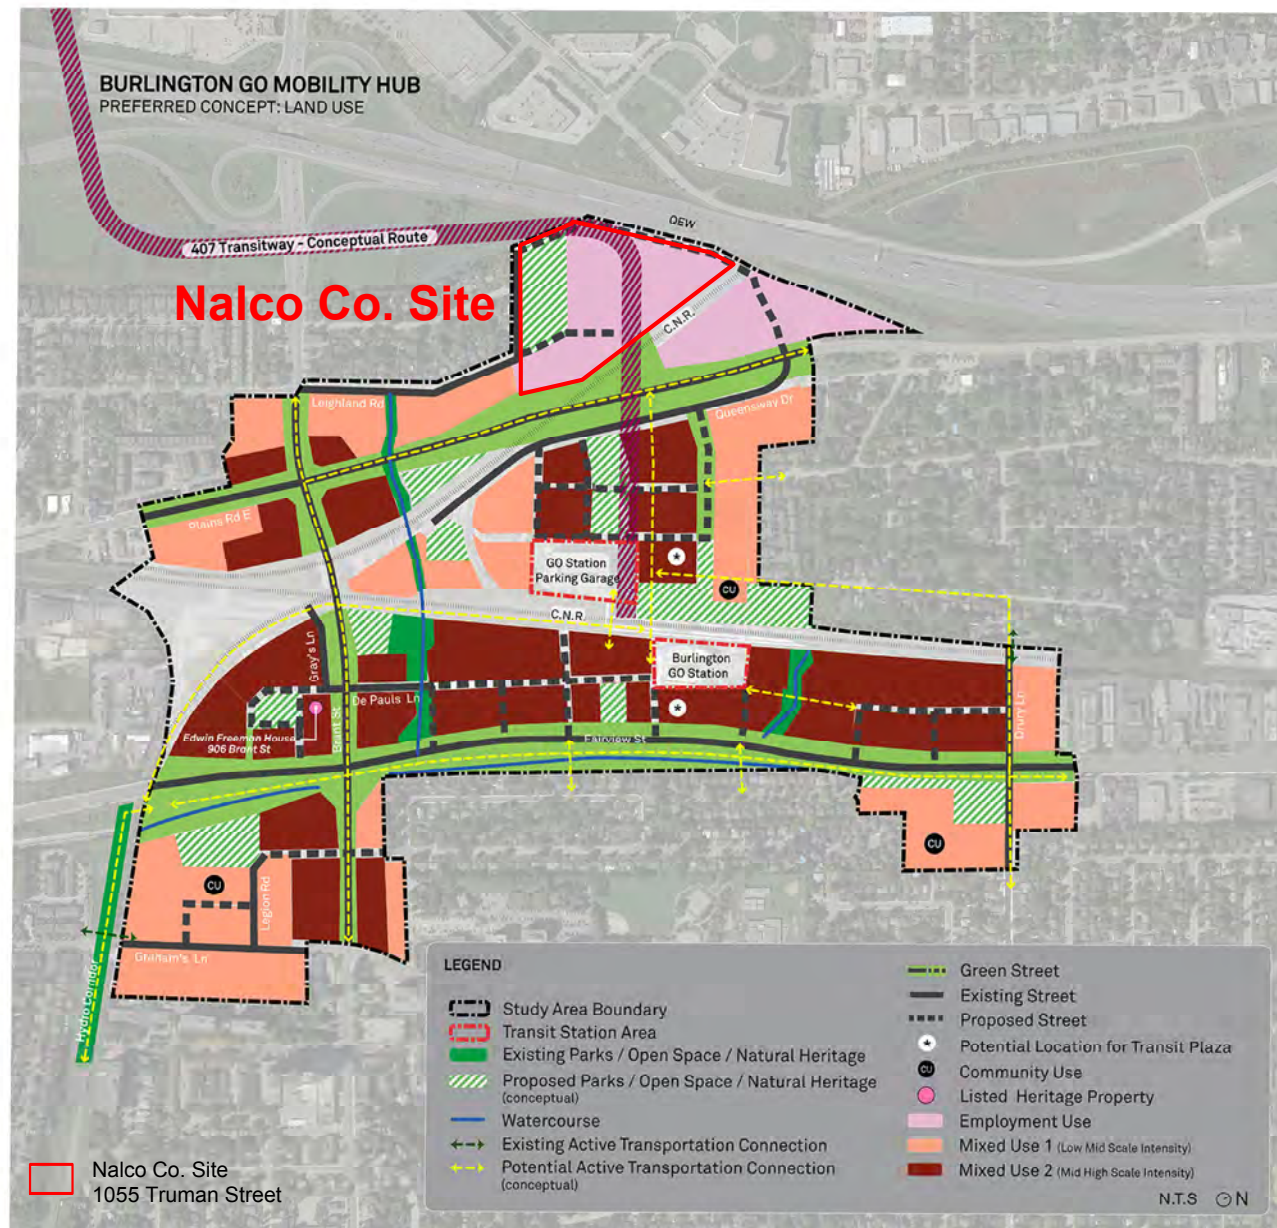 BURLINGTON GO MOBILITY HUB
PREFERRED CONCEPT: LAND USE
QEW
407 Transitway - Conceptual Route
Nalco Co. Site
C.N.R.
Leighland Rd
Queensway Dr
Plains Rd E
GO Station
Parking Garage
CU
C.N.R.
Gray's Ln
Burlington
GO Station
De Pauls Ln
Brant St
Drury Ln
Edwin Freeman House
906 Brant St
Fairview St
CU
CU
Legion Rd
Graham's Ln
Hydro Corridor
LEGEND
Study Area Boundary
Transit Station Area
Existing Parks / Open Space / Natural Heritage
Proposed Parks / Open Space / Natural Heritage
(conceptual)
Watercourse
Existing Active Transportation Connection
Potential Active Transportation Connection
(conceptual)
Green Street
Existing Street
Proposed Street
Potential Location for Transit Plaza
CU Community Use
Listed Heritage Property
Employment Use
Mixed Use 1 (Low Mid Scale Intensity)
Mixed Use 2 (Mid High Scale Intensity)
N.T.S N
Nalco Co. Site
1055 Truman Street